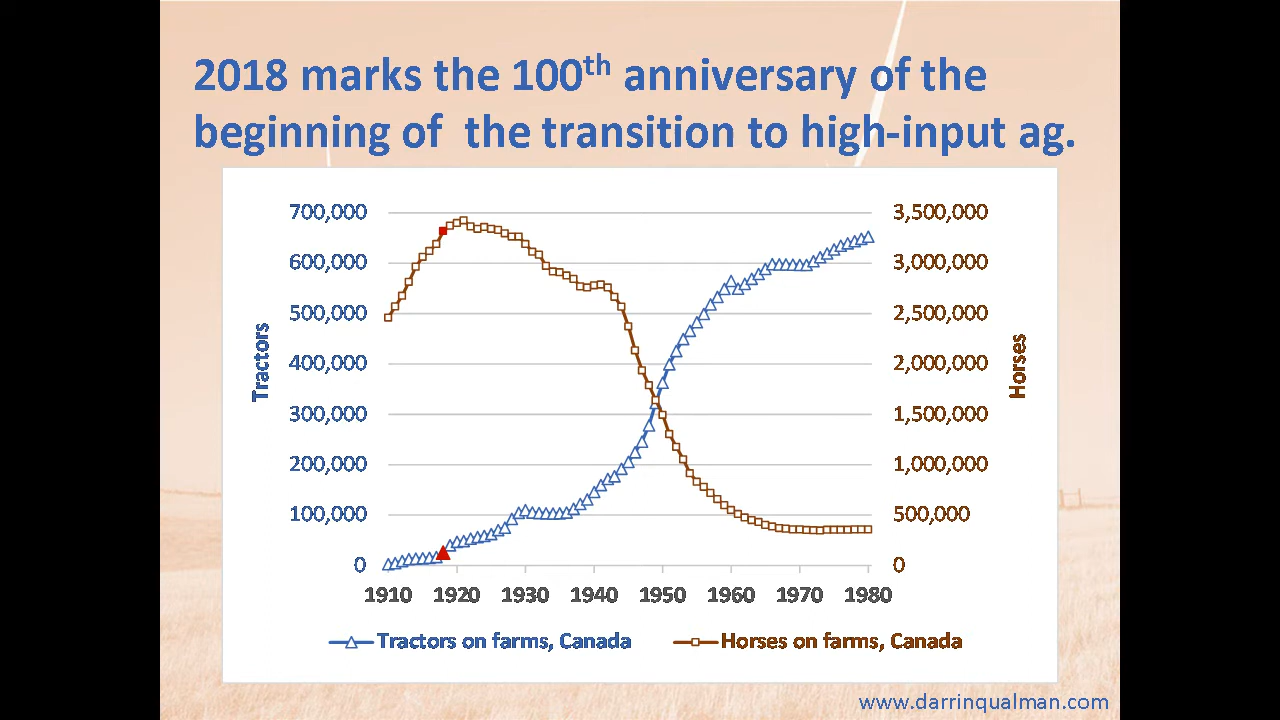 2018 marks the 100th anniversary of the
beginning of  the transition to high-input ag.
700,000
600,000
500,000
400,000
300,000
200,000
100,000
0
Tractors
3,500,000
3,000,000
2,500,000
2,000,000
1,500,000
1,000,000
500,000
0
Horses
1910 1920 1930 1940 1950 1960 1970 1980
Tractors on farms, Canada
Horses on farms, Canada
www.darrinqualman.com